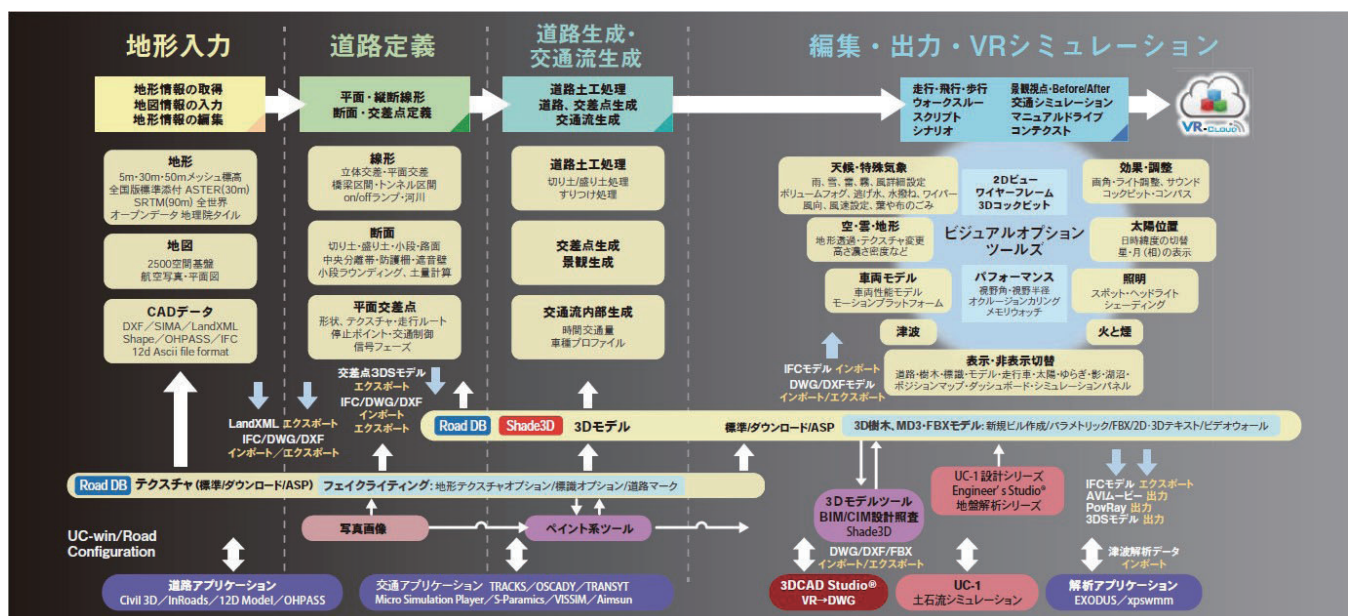 地形入力
道路定義
道路生成・
交通流生成
編集・出力・VRシミュレーション
地形情報の取得
地図情報の入力
地形情報の編集
平面・縦断線形
断面・交差点定義
道路土工処理
道路、交差点生成
交通流生成
走行・飛行・歩行
ウォークスルー
スクリプト
シナリオ
景観視点・Before/After
交通シミュレーション
マニュアルドライブ
コンテクスト
VR-CLOUD
地形
5m・30m・50mメッシュ標高
全国版標準添付 ASTER(30m)
SRTM(90m) 全世界
オープンデータ 地理院タイル
地図
2500空間基盤
航空写真・平面図
CADデータ
DXF／SIMA／LandXML
Shape／OHPASS／IFC
12d Ascii file format
線形
立体交差・平面交差
橋梁区間・トンネル区間
on/offランプ・河川
断面
切り土・盛り土・小段・路面
中央分離帯・防護柵・遮音壁
小段ラウンディング、土量計算
平面交差点
形状、テクスチャ・走行ルート
停止ポイント・交通制御
信号フェーズ
道路土工処理
切り土/盛り土処理
すりつけ処理
交差点生成
景観生成
交通流内部生成
時間交通量
車種プロファイル
天候・特殊気象
雨、雪、雷、霧、風詳細設定
ボリュームフォグ、逃げ水、水撥ね、ワイパー
風向、風速設定、葉や布のごみ
空・雲・地形
地形透過・テクスチャ変更
高さ濃さ密度など
車両モデル
車両性能モデル
モーションプラットフォーム
津波
2Dビュー
ワイヤーフレーム
3Dコックピット
ビジュアルオプション
ツールズ
パフォーマンス
視野角・視野半径
オクルージョンカリング
メモリウォッチ
効果・調整
画角・ライト調整、サウンド
コックピット・コンパス
太陽位置
日時緯度の切替
星・月（相）の表示
照明
スポット・ヘッドライト
シェーディング
火と煙
表示・非表示切替
道路・樹木・標識・モデル・走行車・太陽・ゆらぎ・影・湖沼・
ポジションマップ・ダッシュボード・シミュレーションパネル
IFCモデル インポート
DWG/DXFモデル
インポート/エクスポート
交差点3DSモデル
エクスポート
IFC/DWG/DXF
インポート
エクスポート
LandXML エクスポート
IFC/DWG/DXF
インポート／エクスポート
Road DB Shade3D 3Dモデル 標準/ダウンロード/ASP 3D樹木、MD3・FBXモデル：新規ビル作成/パラメトリック/FBX/2D・3Dテキスト/ビデオウォール
Road DB テクスチャ（標準/ダウンロード/ASP） フェイクライティング：地形テクスチャオプション/標識オプション/道路マーク
写真画像
ペイント系ツール
3Dモデルツール
BIM/CIM設計照査
Shade3D
UC-1設計シリーズ
Engineer's Studio®
地盤解析シリーズ
IFCモデル エクスポート
AVIムービー 出力
PovRay 出力
3DSモデル 出力
UC-win/Road
Configuration
DWG/DXF/FBX
インポート/エクスポート
津波解析データ
インポート
道路アプリケーション
Civil 3D／InRoads／12D Model／OHPASS
交通アプリケーション TRACKS／OSCADY／TRANSYT
Micro Simulation Player／S-Paramics／VISSIM／Aimsun
3DCAD Studio®
VR→DWG
UC-1
土石流シミュレーション
解析アプリケーション
EXODUS／xpswmm